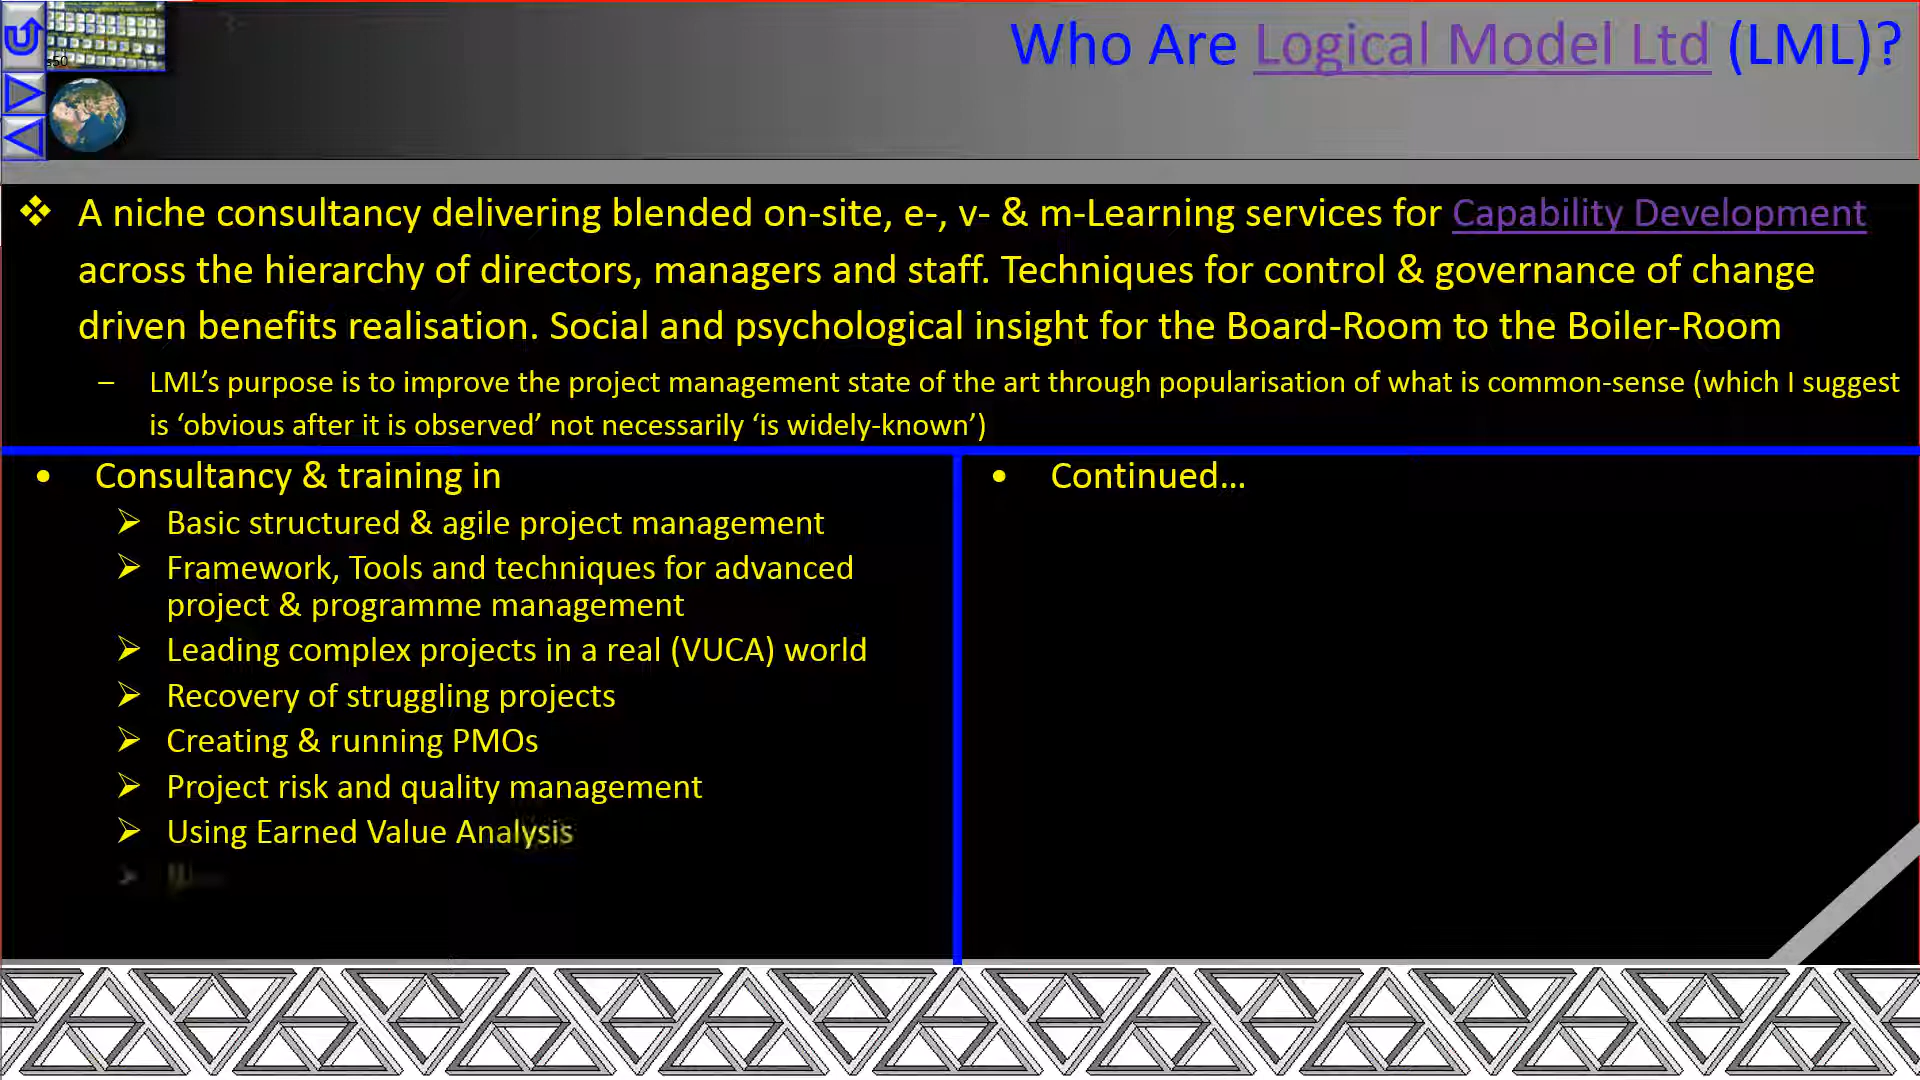 Who Are Logical Model Ltd (LML)?
s50
❖ A niche consultancy delivering blended on-site, e-, v- & m-Learning services for Capability Development
across the hierarchy of directors, managers and staff. Techniques for control & governance of change
driven benefits realisation. Social and psychological insight for the Board-Room to the Boiler-Room
– LML’s purpose is to improve the project management state of the art through popularisation of what is common-sense (which I suggest
is ‘obvious after it is observed’ not necessarily ‘is widely-known’)
• Consultancy & training in
➢ Basic structured & agile project management
➢ Framework, Tools and techniques for advanced
project & programme management
➢ Leading complex projects in a real (VUCA) world
➢ Recovery of struggling projects
➢ Creating & running PMOs
➢ Project risk and quality management
➢ Using Earned Value Analysis
• Continued…